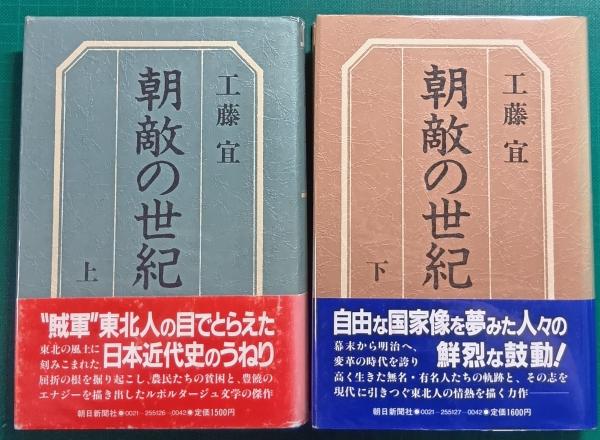 工藤宜
朝敵の世紀
上
“賊軍”東北人の目でとらえた
東北の風土に
刻みこまれた
日本近代史のうねり
屈折の根を掘り起こし、農民たちの貧困と、豊饒の
エナジーを描き出したルポルタージュ文学の傑作
朝日新聞社●0021-255126-0042●定価1500円
工藤宜
朝敵の世紀
下
自由な国家像を夢みた人々の
幕末から明治へ、
変革の時代を誇り
鮮烈な鼓動!
高く生きた無名・有名人たちの軌跡と、その志を
現代に引きつぐ東北人の情熱を描く力作──
朝日新聞社●0021-255127-0042●定価1600円